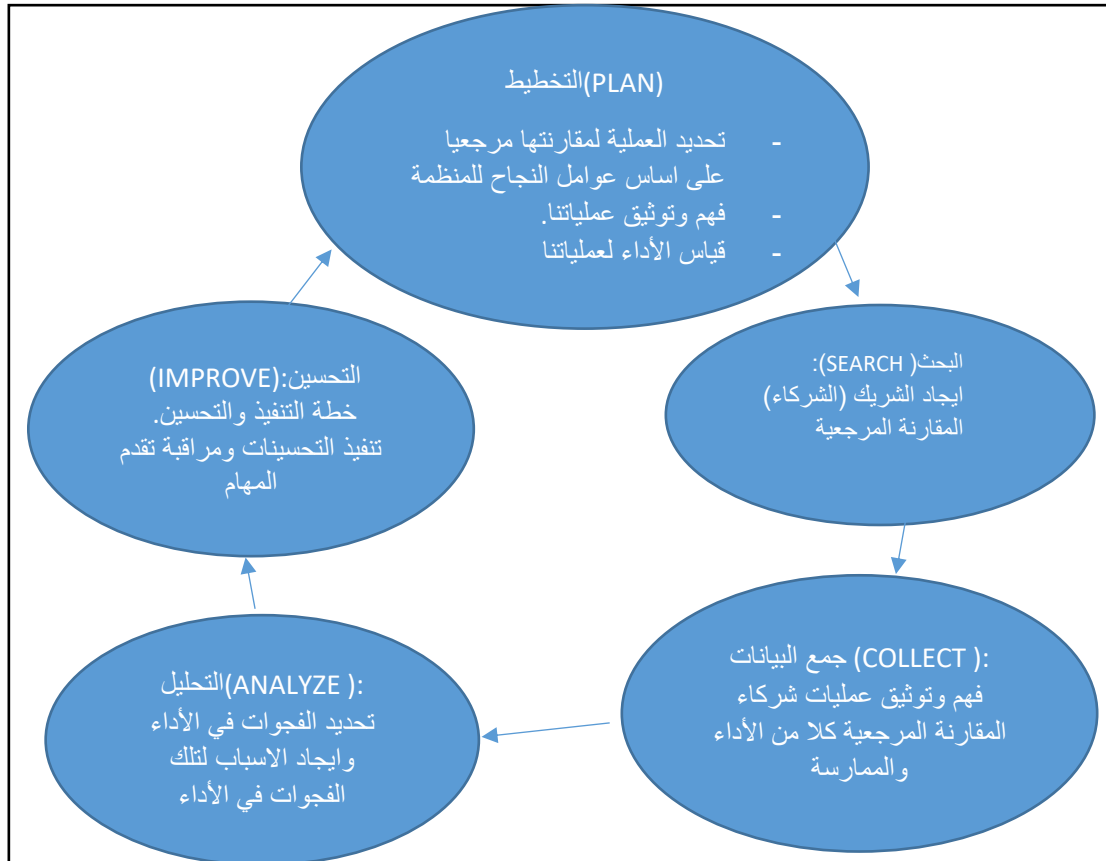 التخطيط(PLAN)
- تحديد العملية لمقارنتها مرجعيا
على اساس عوامل النجاح للمنظمة
- فهم وتوثيق عملياتنا.
- قياس الأداء لعملياتنا
البحث( SEARCH):
ايجاد الشريك (الشركاء)
المقارنة المرجعية
جمع البيانات (COLLECT ):
فهم وتوثيق عمليات شركاء
المقارنة المرجعية كلا من الأداء
والممارسة
التحليل(ANALYZE ):
تحديد الفجوات في الأداء
وايجاد الاسباب لتلك
الفجوات في الأداء
التحسين:(IMPROVE)
خطة التنفيذ والتحسين.
تنفيذ التحسينات ومراقبة تقدم
المهام